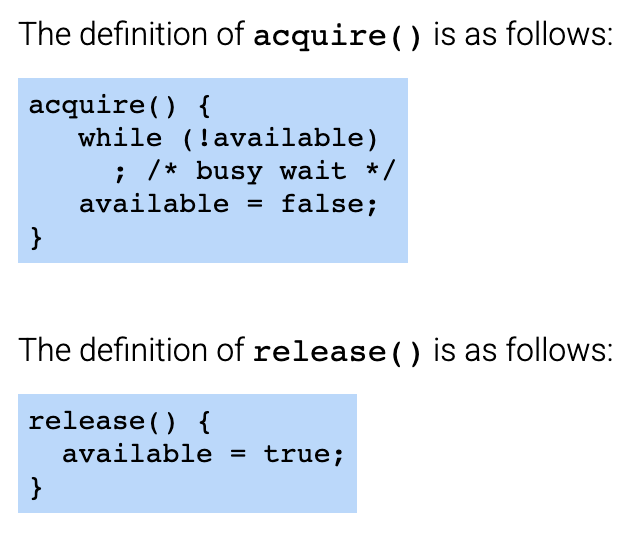 The definition of acquire() is as follows:
acquire() {
   while (!available)
     ; /* busy wait */
   available = false;
}
The definition of release() is as follows:
release() {
  available = true;
}